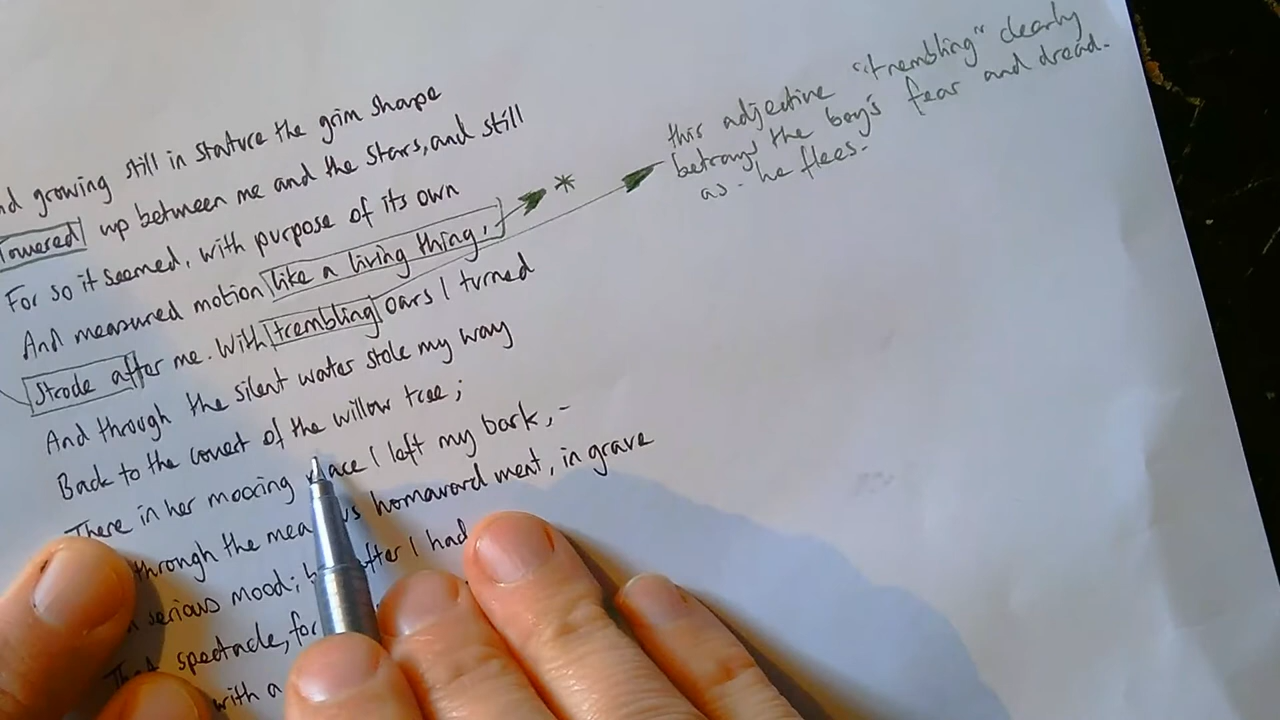 nd growing still in stature the grim shape
Towered up between me and the stars, and still
For so it seemed, with purpose of its own
And measured motion like a living thing, *
Strode after me. With trembling oars I turned
And through the silent water stole my way
Back to the covert of the willow tree;
There in her mooring place I left my bark, -
through the mea homeward went, in grave
serious mood; after I had
spectacle, for
with a
this adjective "trembling" clearly
betrays the boy's fear and dread.
as he flees.